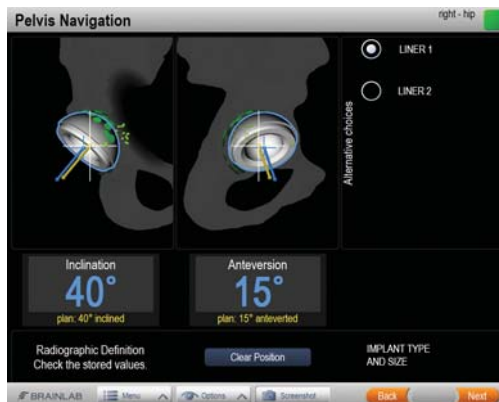 Pelvis Navigation
right - hip
LINER 1
LINER 2
Alternative choices
Inclination
40°
plan: 40° inclined
Anteversion
15°
plan: 15° anteverted
Radiographic Definition
Check the stored values.
Clear Position
IMPLANT TYPE
AND SIZE
BRAINLAB
Menu
Options
Screenshot
Back
Next